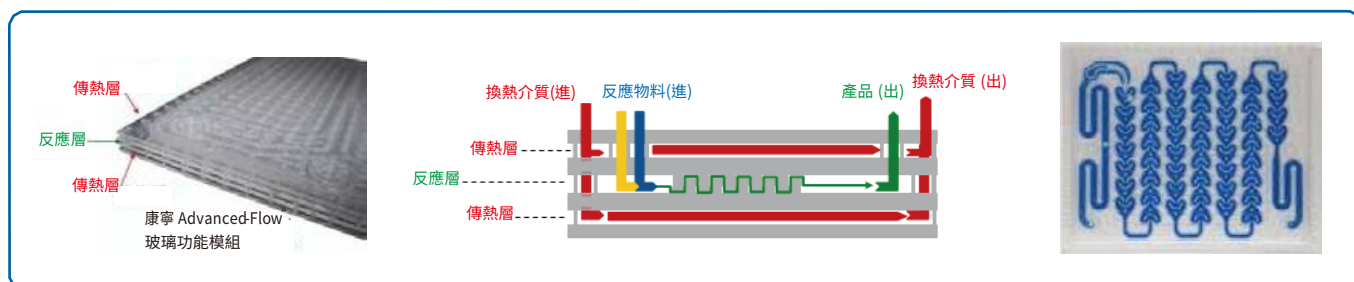 傳熱層
反應層
傳熱層
康寧 Advanced-Flow
玻璃功能模組
換熱介質(進)
反應物料(進)
產品 (出)
換熱介質 (出)
傳熱層
反應層
傳熱層